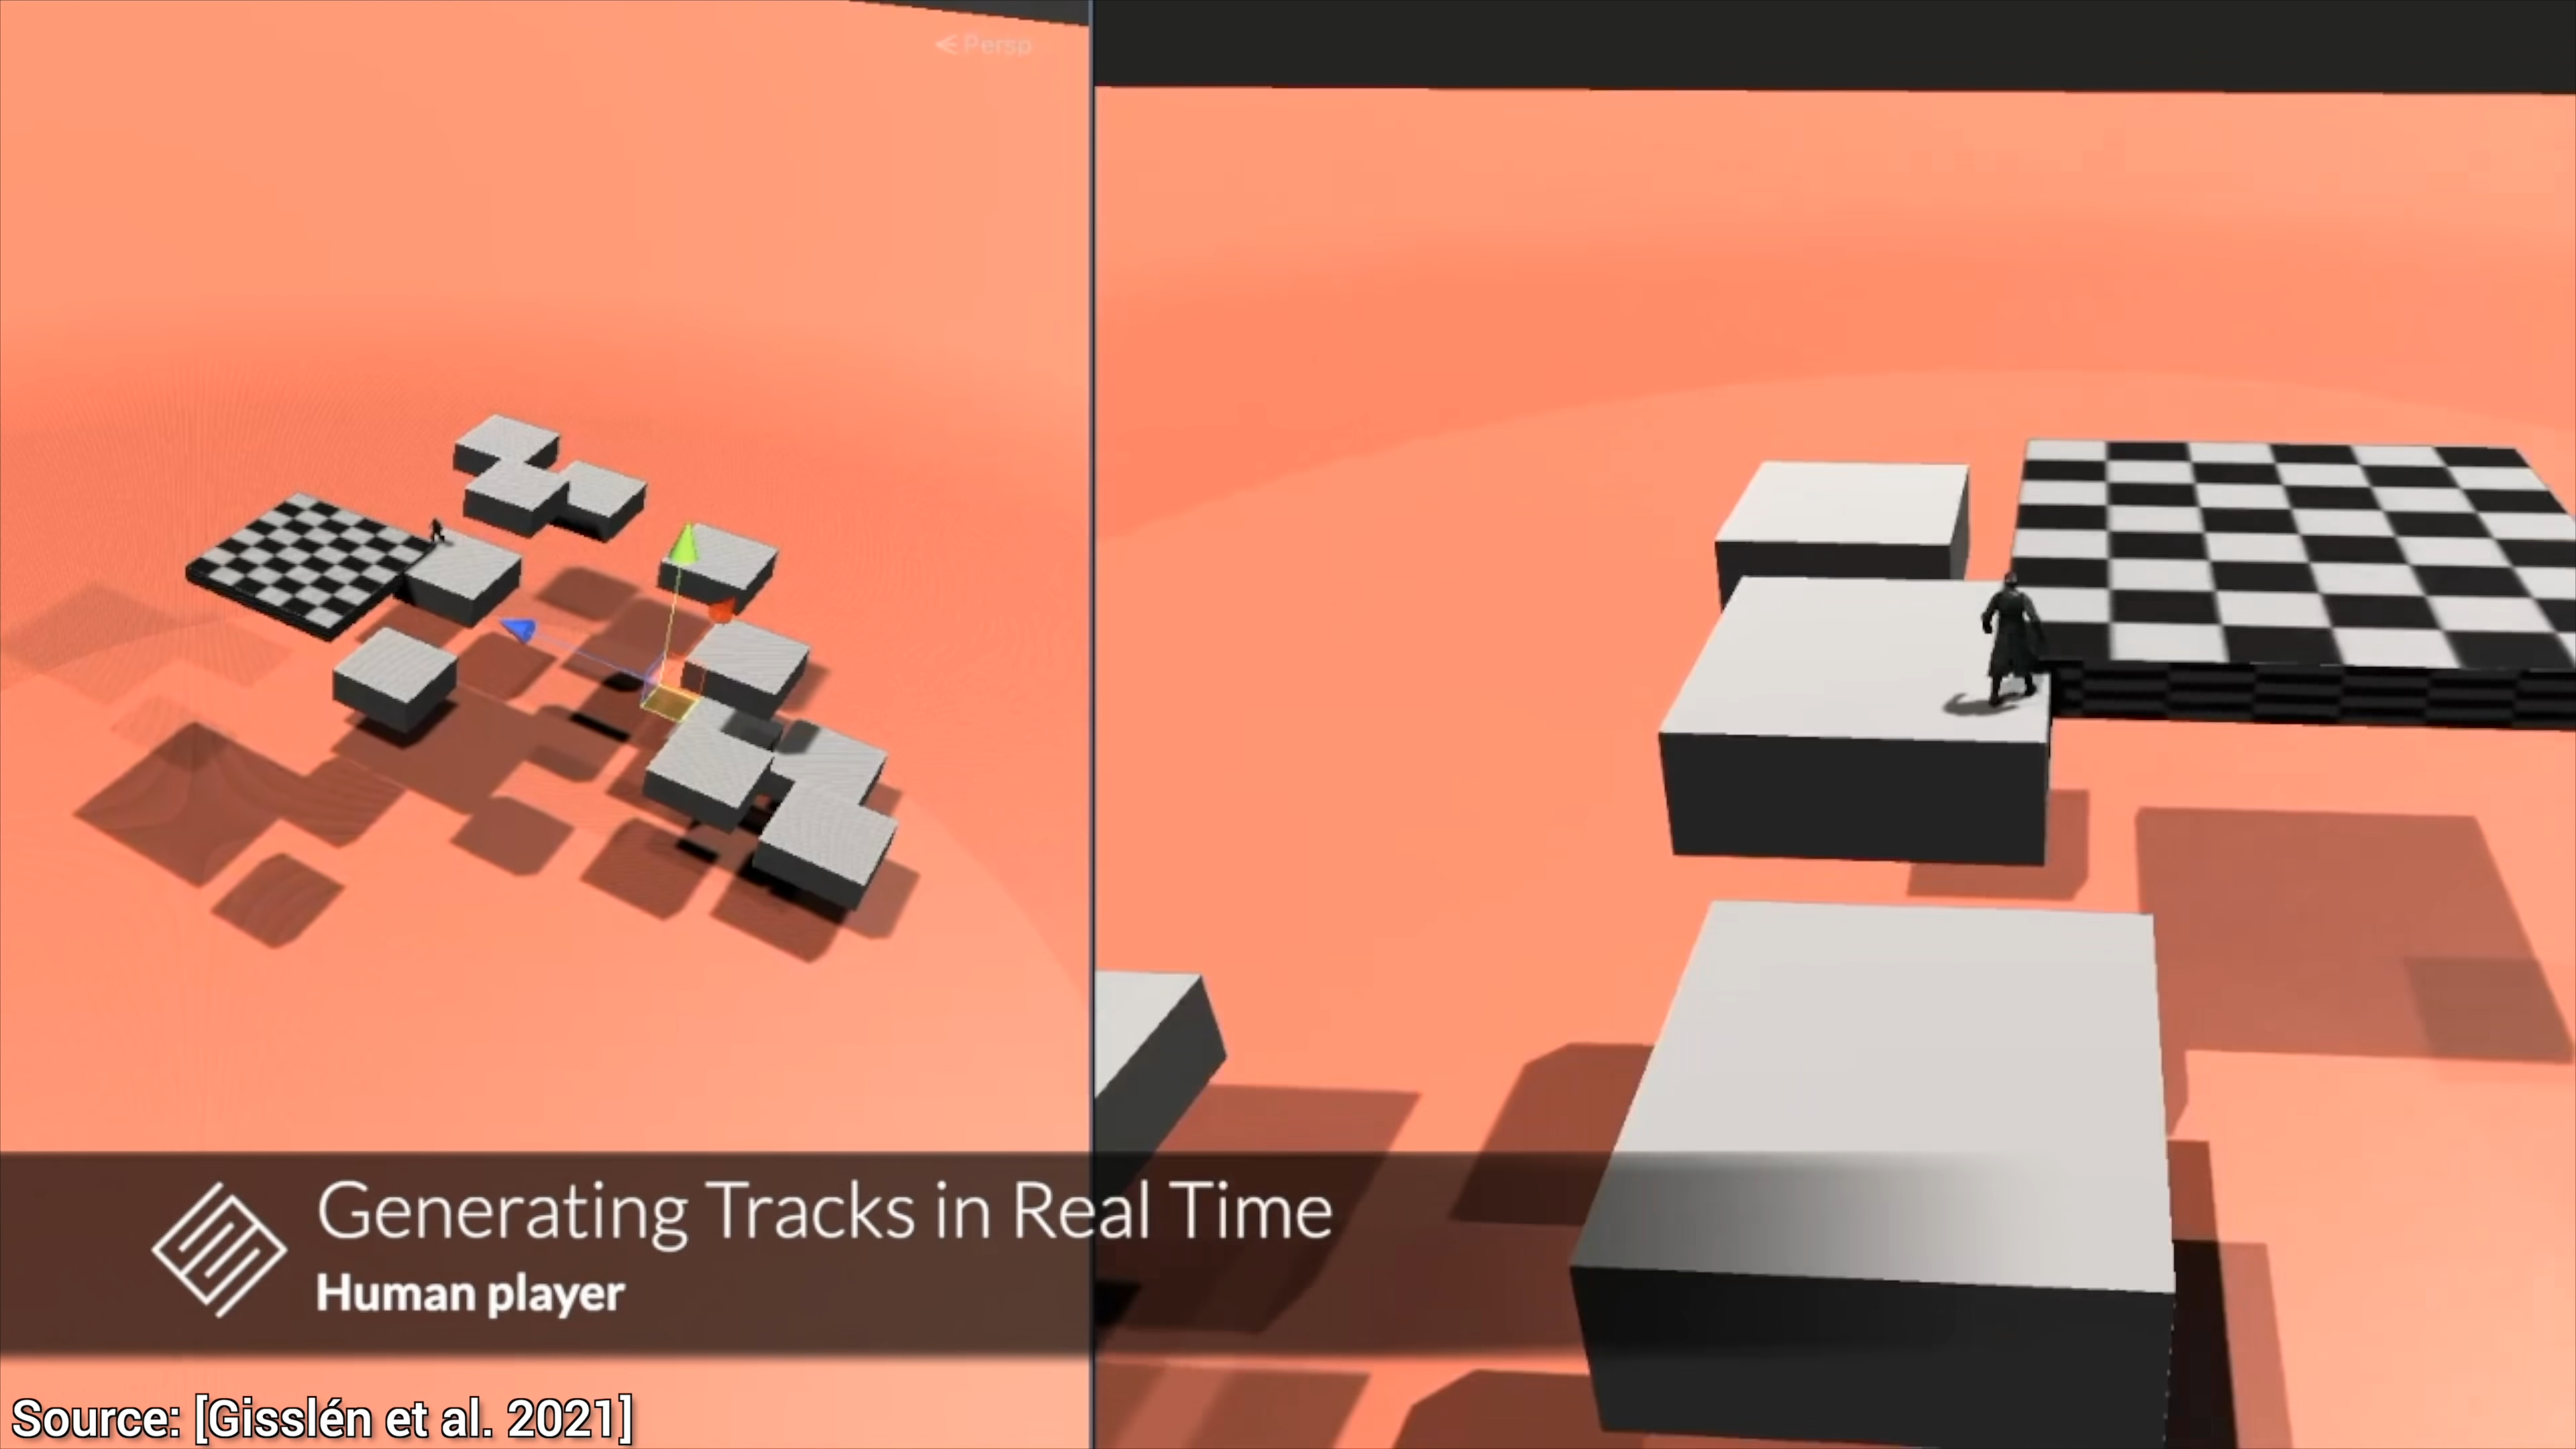 Persp
Generating Tracks in Real Time
Human player
Source: [Gisslén et al. 2021]